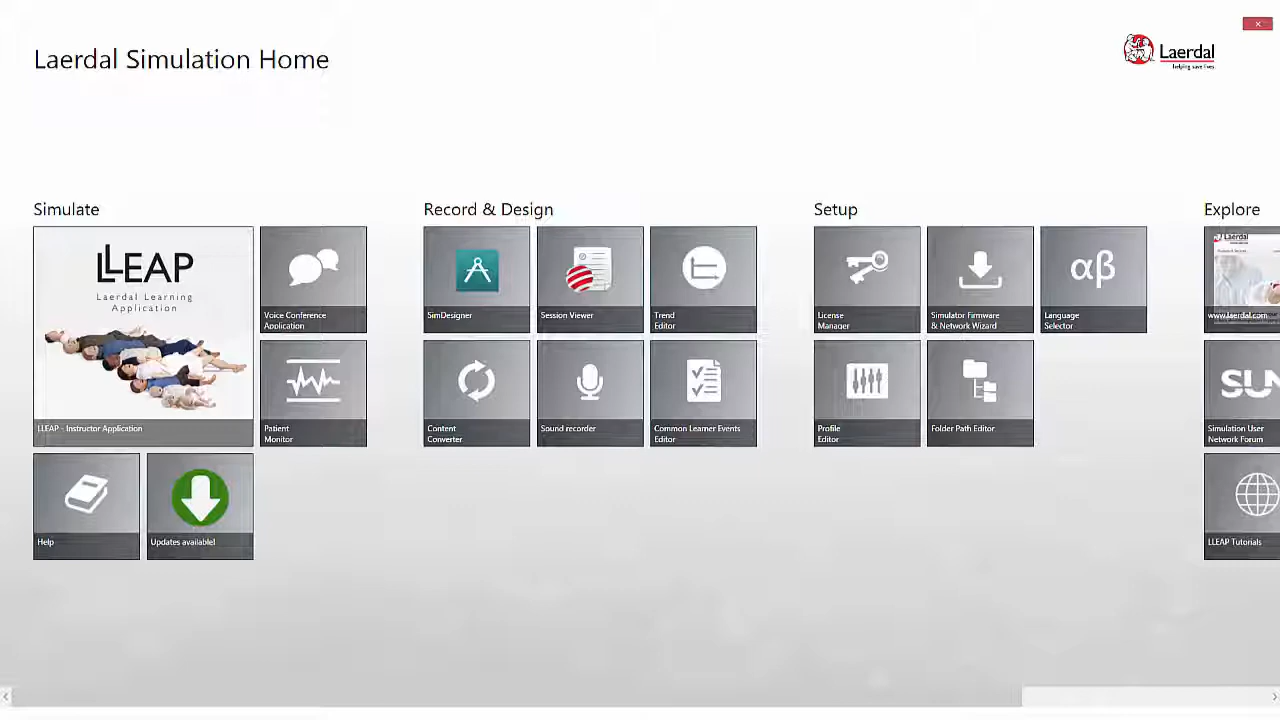 Laerdal Simulation Home
Laerdal
helping save lives
Simulate
Record & Design
Setup
Explore
LLEAP
Laerdal Learning
Application
LLEAP - Instructor Application
Voice Conference
Application
Patient
Monitor
Help
Updates available!
SimDesigner
Session Viewer
Trend
Editor
Content
Converter
Sound recorder
Common Learner Events
Editor
License
Manager
Simulator Firmware
& Network Wizard
αβ
Language
Selector
Profile
Editor
Folder Path Editor
Laerdal
www.laerdal.com
SUN
Simulation User
Network Forum
LLEAP Tutorials